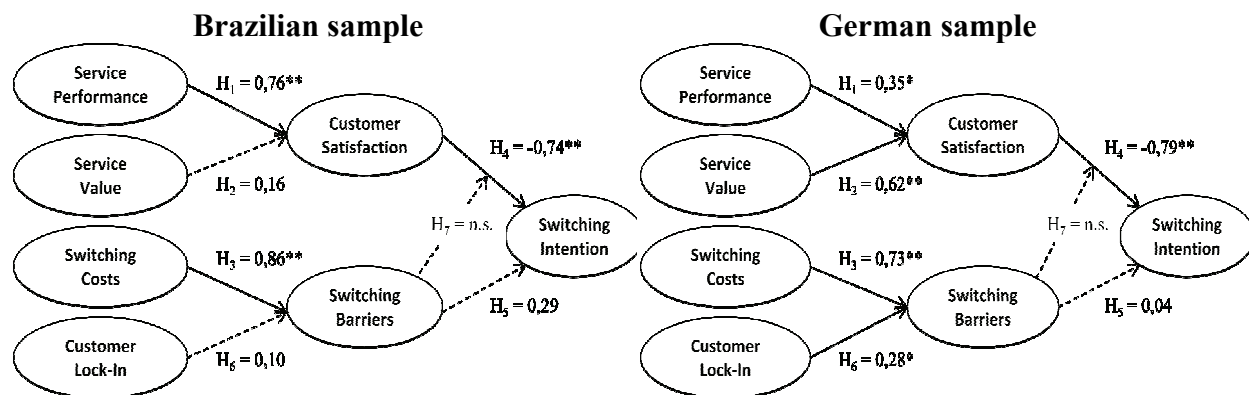 Brazilian sample
Service
Performance
H1 = 0,76**
Customer
Satisfaction
Service
Value
H2 = 0,16
H4 = -0,74**
H7 = n.s.
Switching
Intention
Switching
Costs
H3 = 0,86**
Switching
Barriers
H5 = 0,29
Customer
Lock-In
H6 = 0,10
German sample
Service
Performance
H1 = 0,35*
Customer
Satisfaction
Service
Value
H2 = 0,62**
H4 = -0,79**
H7 = n.s.
Switching
Intention
Switching
Costs
H3 = 0,73**
Switching
Barriers
H5 = 0,04
Customer
Lock-In
H6 = 0,28*